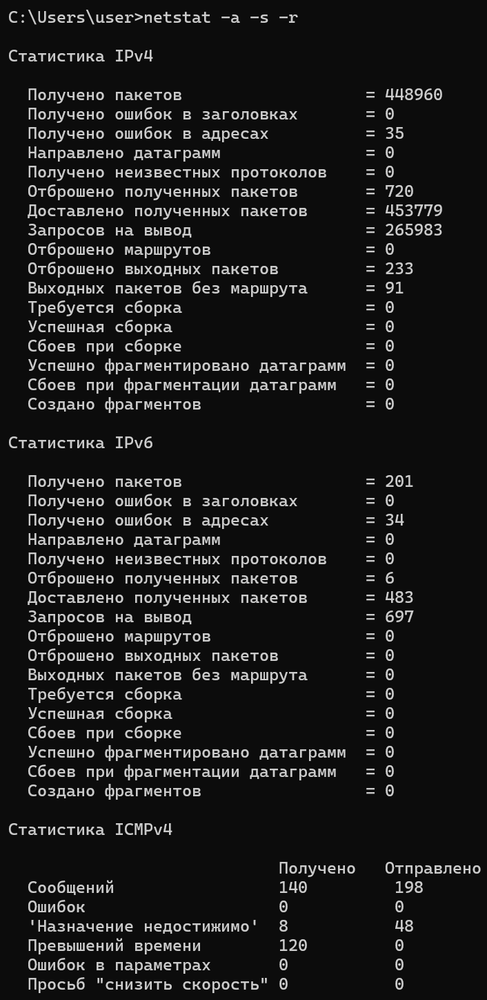 C:\Users\user>netstat -a -s -r
Статистика IPv4
Получено пакетов = 448960
Получено ошибок в заголовках = 0
Получено ошибок в адресах = 35
Направлено датаграмм = 0
Получено неизвестных протоколов = 0
Отброшено полученных пакетов = 720
Доставлено полученных пакетов = 453779
Запросов на вывод = 265983
Отброшено маршрутов = 0
Отброшено выходных пакетов = 233
Выходных пакетов без маршрута = 91
Требуется сборка = 0
Успешная сборка = 0
Сбоев при сборке = 0
Успешно фрагментировано датаграмм = 0
Сбоев при фрагментации датаграмм = 0
Создано фрагментов = 0
Статистика IPv6
Получено пакетов = 201
Получено ошибок в заголовках = 0
Получено ошибок в адресах = 34
Направлено датаграмм = 0
Получено неизвестных протоколов = 0
Отброшено полученных пакетов = 6
Доставлено полученных пакетов = 483
Запросов на вывод = 697
Отброшено маршрутов = 0
Отброшено выходных пакетов = 0
Выходных пакетов без маршрута = 0
Требуется сборка = 0
Успешная сборка = 0
Сбоев при сборке = 0
Успешно фрагментировано датаграмм = 0
Сбоев при фрагментации датаграмм = 0
Создано фрагментов = 0
Статистика ICMPv4
Получено Отправлено
Сообщений 140 198
Ошибок 0 0
'Назначение недостижимо' 8 48
Превышений времени 120 0
Ошибок в параметрах 0 0
Просьб "снизить скорость" 0 0